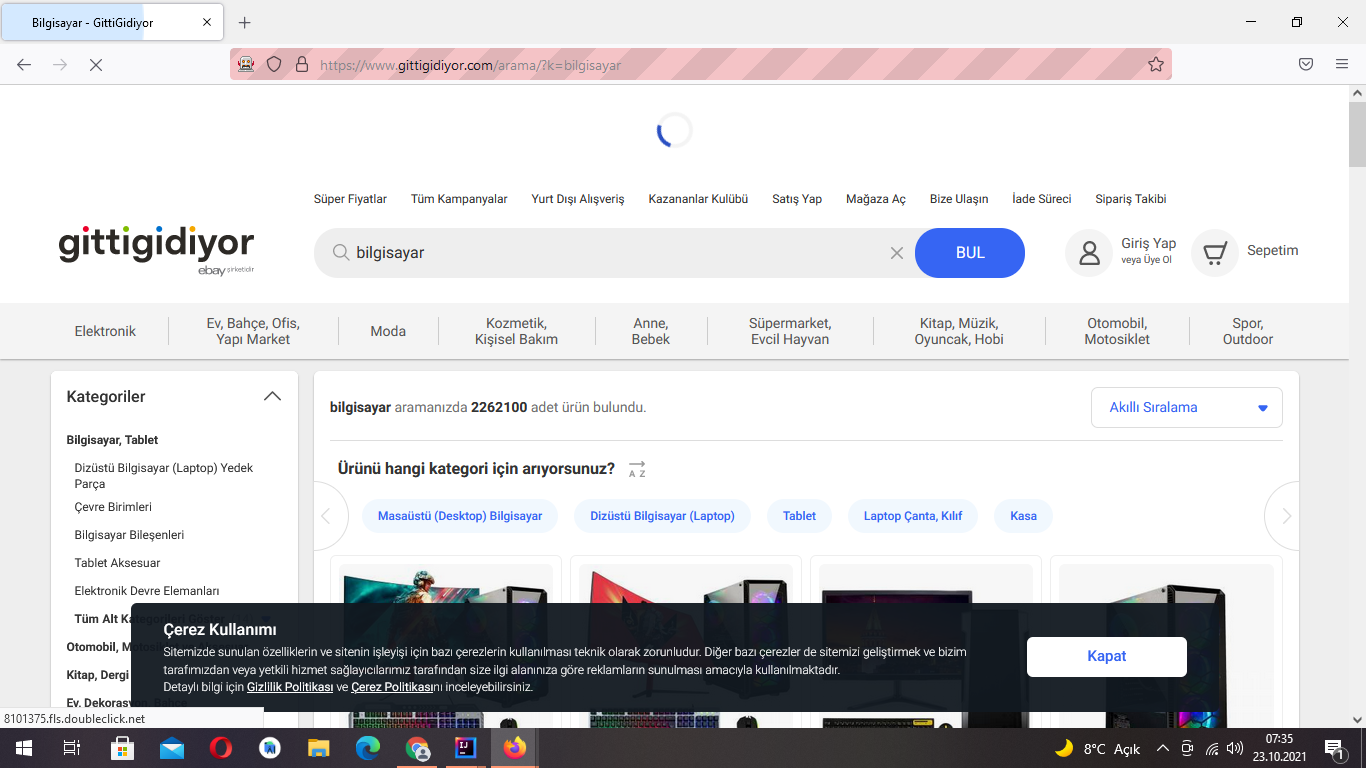 Bilgisayar - GittiGidiyor
https://www.gittigidiyor.com/arama/?k=bilgisayar
Süper Fiyatlar Tüm Kampanyalar Yurt Dışı Alışveriş Kazananlar Kulübü Satış Yap Mağaza Aç Bize Ulaşın İade Süreci Sipariş Takibi
gittigidiyor
ebay şirketidir
bilgisayar
BUL
Giriş Yap
veya Üye Ol
Sepetim
Elektronik
Ev, Bahçe, Ofis,
Yapı Market
Moda
Kozmetik,
Kişisel Bakım
Anne,
Bebek
Süpermarket,
Evcil Hayvan
Kitap, Müzik,
Oyuncak, Hobi
Otomobil,
Motosiklet
Spor,
Outdoor
Kategoriler
Bilgisayar, Tablet
Dizüstü Bilgisayar (Laptop) Yedek
Parça
Çevre Birimleri
Bilgisayar Bileşenleri
Tablet Aksesuar
Elektronik Devre Elemanları
Tüm Alt Kategorileri
Otomobil,
Kitap, Dergi
Ev, Dekorasyon, Bahçe
bilgisayar aramanızda 2262100 adet ürün bulundu.
Akıllı Sıralama
Ürünü hangi kategori için arıyorsunuz?
A Z
Masaüstü (Desktop) Bilgisayar
Dizüstü Bilgisayar (Laptop)
Tablet
Laptop Çanta, Kılıf
Kasa
Çerez Kullanımı
Sitemizde sunulan özelliklerin ve sitenin işleyişi için bazı çerezlerin kullanılması teknik olarak zorunludur. Diğer bazı çerezler de sitemizi geliştirmek ve bizim
tarafımızdan veya yetkili hizmet sağlayıcılarımız tarafından size ilgi alanınıza göre reklamların sunulması amacıyla kullanılmaktadır.
Detaylı bilgi için Gizlilik Politikası ve Çerez Politikasını inceleyebilirsiniz.
Kapat
8101375.fls.doubleclick.net
8°C Açık
07:35
23.10.2021
1